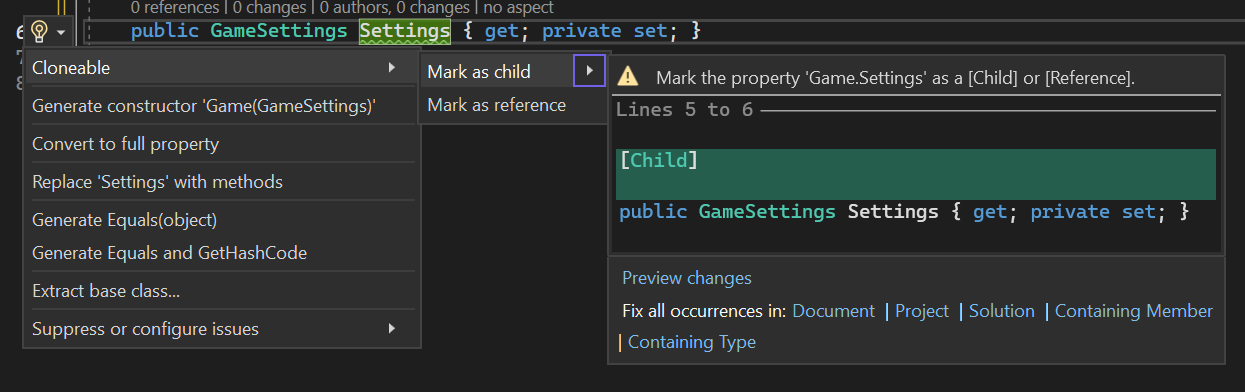 0 references | 0 changes | 0 authors, 0 changes | no aspect
6 public GameSettings Settings { get; private set; }
7
8
Cloneable
Generate constructor 'Game(GameSettings)'
Convert to full property
Replace 'Settings' with methods
Generate Equals(object)
Generate Equals and GetHashCode
Extract base class...
Suppress or configure issues
Mark as child
Mark as reference
Mark the property 'Game.Settings' as a [Child] or [Reference].
Lines 5 to 6
[Child]
public GameSettings Settings { get; private set; }
Preview changes
Fix all occurrences in: Document | Project | Solution | Containing Member
| Containing Type